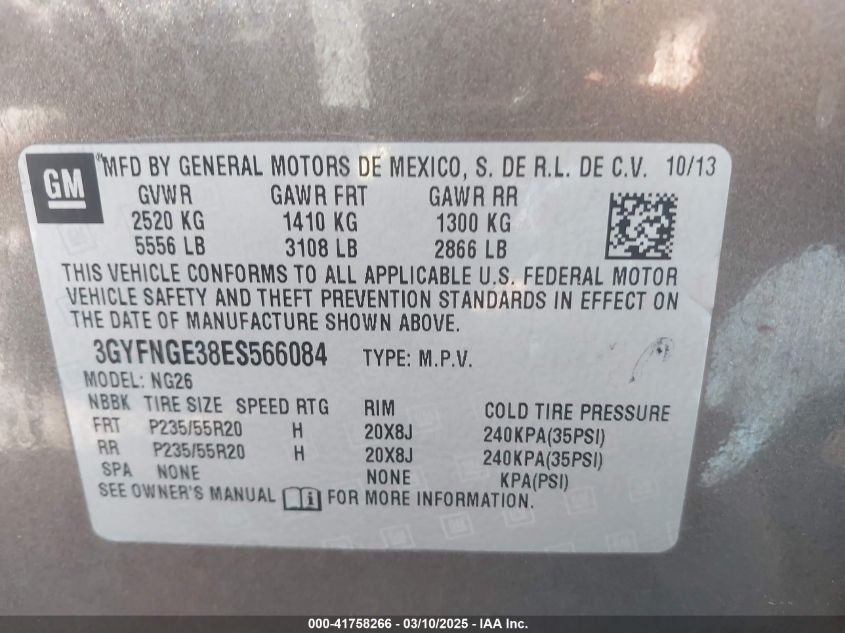 GM
MFD BY GENERAL MOTORS DE MEXICO, S. DE R.L. DE C.V. 10/13
GVWR GAWR FRT GAWR RR
2520 KG 1410 KG 1300 KG
5556 LB 3108 LB 2866 LB
THIS VEHICLE CONFORMS TO ALL APPLICABLE U.S. FEDERAL MOTOR
VEHICLE SAFETY AND THEFT PREVENTION STANDARDS IN EFFECT ON
THE DATE OF MANUFACTURE SHOWN ABOVE.
3GYFNGE38ES566084 TYPE: M.P.V.
MODEL: NG26
NBBK TIRE SIZE SPEED RTG RIM COLD TIRE PRESSURE
FRT P235/55R20 H 20X8J 240KPA(35PSI)
RR P235/55R20 H 20X8J 240KPA(35PSI)
SPA NONE NONE KPA(PSI)
SEE OWNER'S MANUAL i FOR MORE INFORMATION.
000-41758266 - 03/10/2025 - IAA Inc.